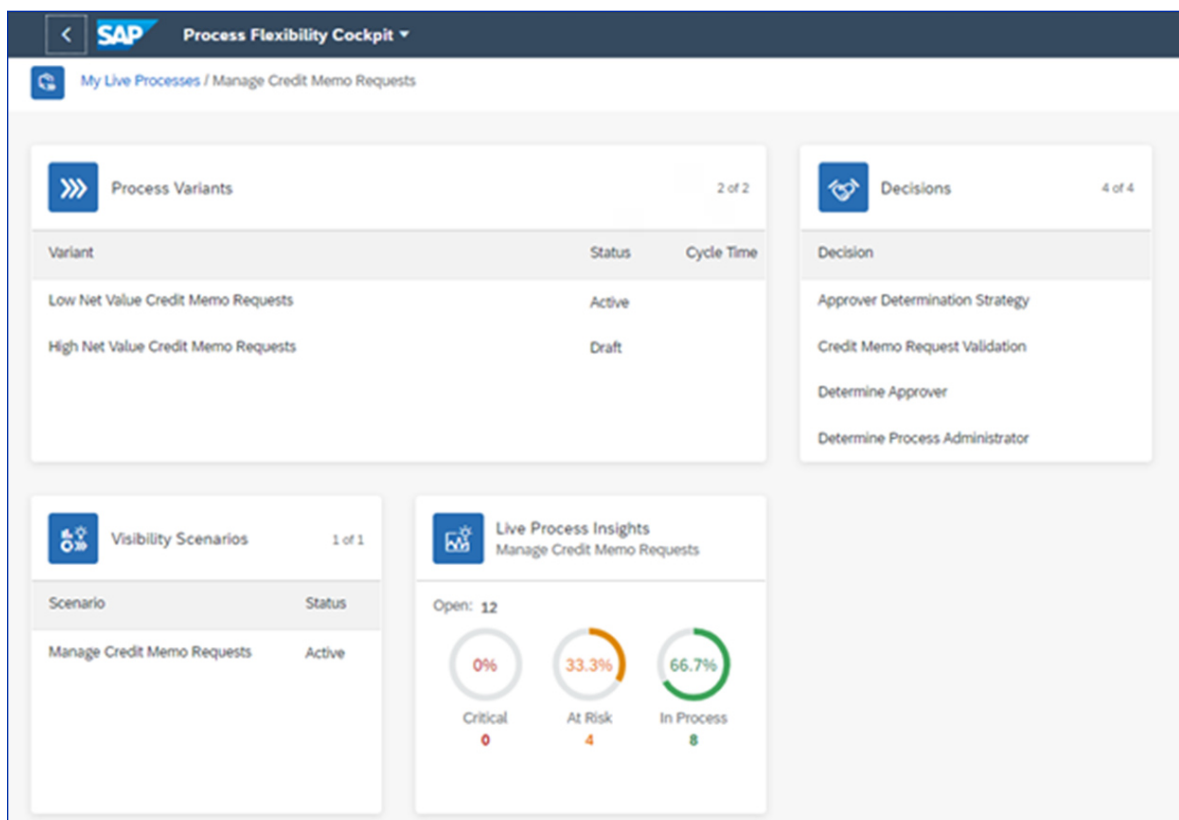 SAP Process Flexibility Cockpit
My Live Processes / Manage Credit Memo Requests
Process Variants 2 of 2
Variant Status Cycle Time
Low Net Value Credit Memo Requests Active
High Net Value Credit Memo Requests Draft
Decisions 4 of 4
Decision
Approver Determination Strategy
Credit Memo Request Validation
Determine Approver
Determine Process Administrator
Visibility Scenarios 1 of 1
Scenario Status
Manage Credit Memo Requests Active
Live Process Insights
Manage Credit Memo Requests
Open: 12
0% 33.3% 66.7%
Critical At Risk In Process
0 4 8